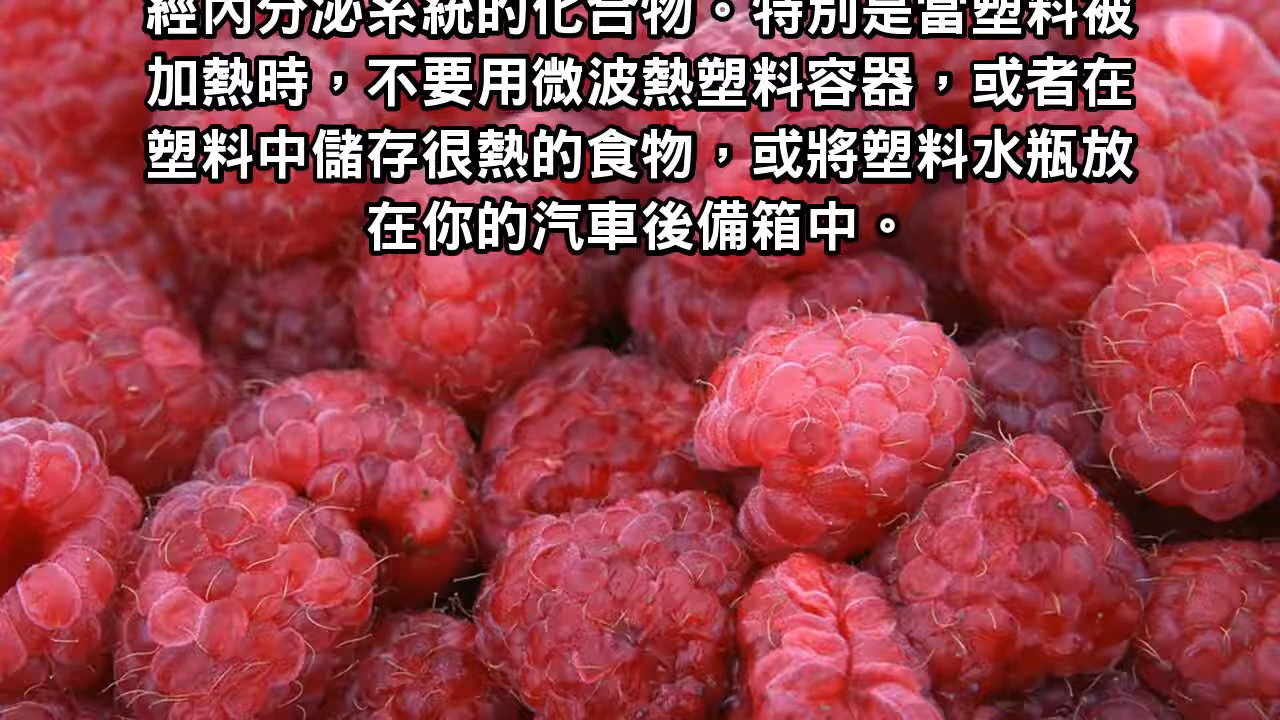 經內分泌系統的化合物。特別是當塑料被
加熱時，不要用微波熱塑料容器，或者在
塑料中儲存很熱的食物，或將塑料水瓶放
在你的汽車後備箱中。